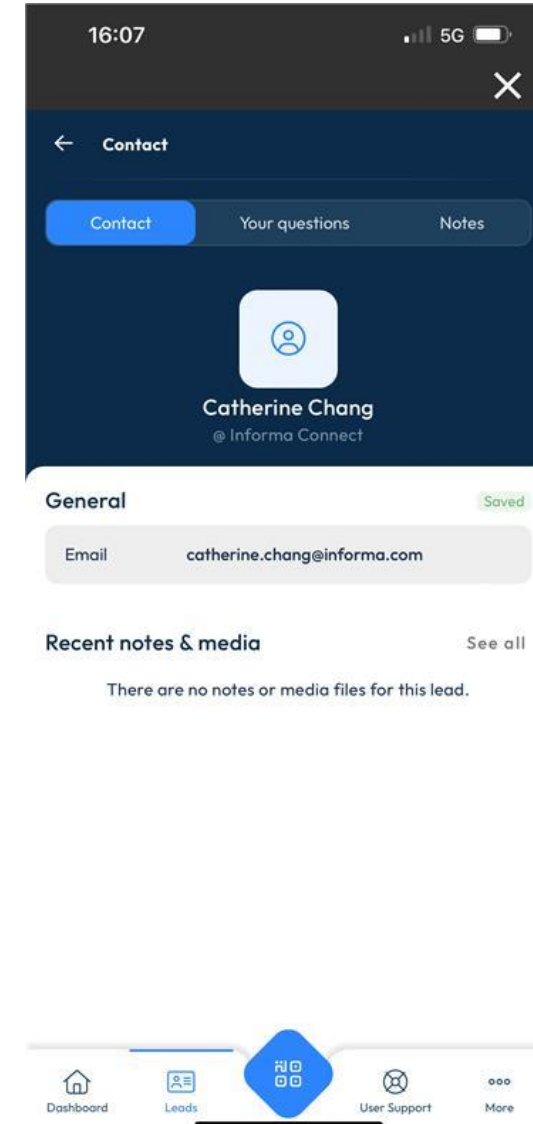 16:07 5G
Contact
Contact Your questions Notes
Catherine Chang
@ Informa Connect
General Saved
Email catherine.chang@informa.com
Recent notes & media See all
There are no notes or media files for this lead.
Dashboard Leads User Support More